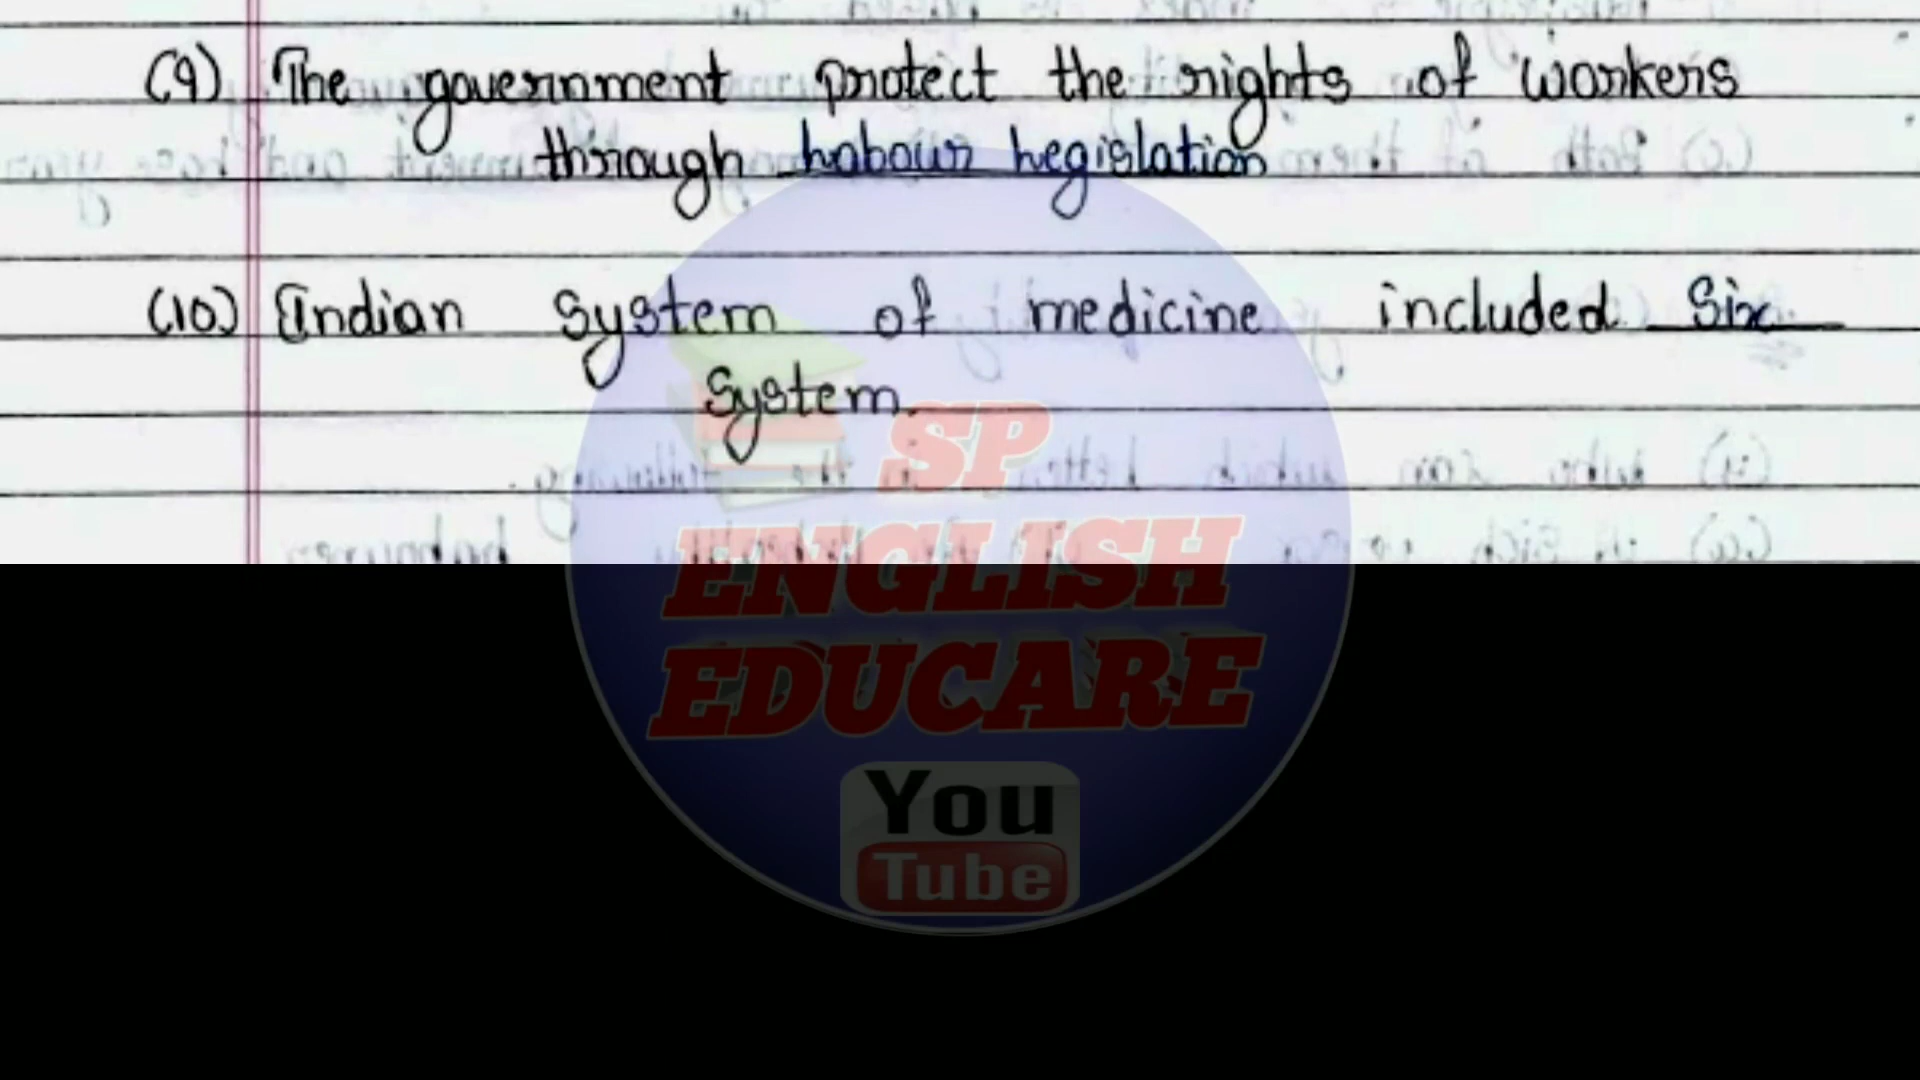 (9) The government protect the rights of workers
through Labour Legislation
(10) Indian System of medicine included Six
System.
SP
ENGLISH
EDUCARE
You
Tube